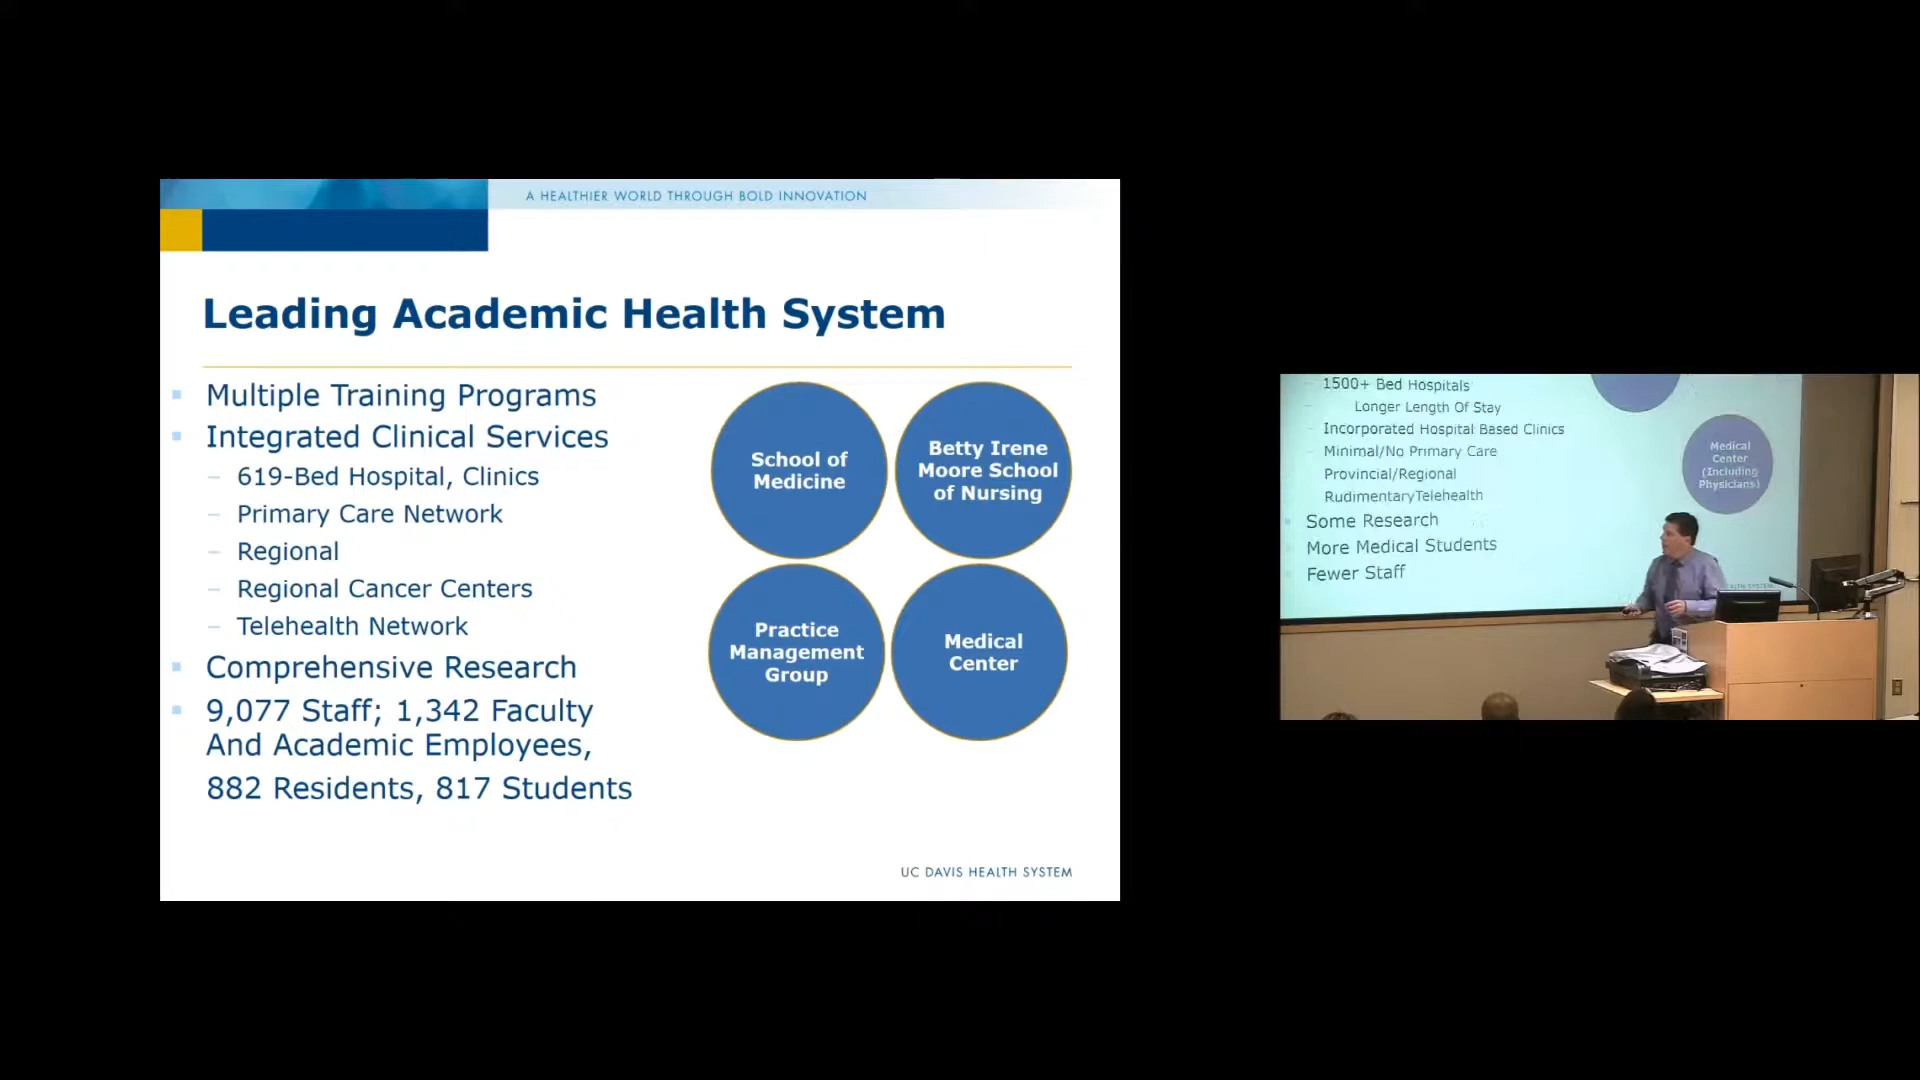 A HEALTHIER WORLD THROUGH BOLD INNOVATION
Leading Academic Health System
Multiple Training Programs
Integrated Clinical Services
– 619-Bed Hospital, Clinics
– Primary Care Network
– Regional
– Regional Cancer Centers
– Telehealth Network
Comprehensive Research
9,077 Staff; 1,342 Faculty
And Academic Employees,
882 Residents, 817 Students
School of
Medicine
Betty Irene
Moore School
of Nursing
Practice
Management
Group
Medical
Center
UC DAVIS HEALTH SYSTEM
1500+ Bed Hospitals
Longer Length Of Stay
Incorporated Hospital Based Clinics
Minimal/No Primary Care
Provincial/Regional
RudimentaryTelehealth
Some Research
More Medical Students
Fewer Staff
Medical
Center
(Including
Physicians)